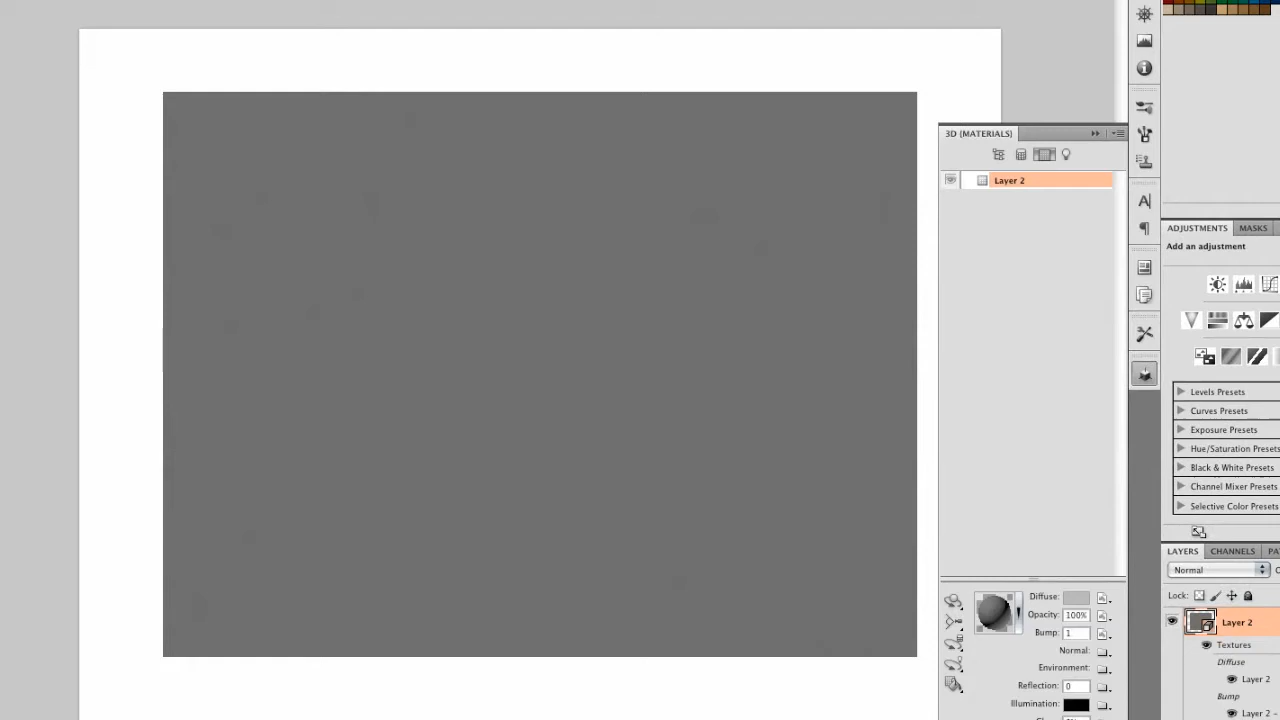 3D {MATERIALS}
Layer 2
A|
ADJUSTMENTS MASKS
Add an adjustment
Levels Presets
Curves Presets
Exposure Presets
Hue/Saturation Presets
Black & White Presets
Channel Mixer Presets
Selective Color Presets
LAYERS CHANNELS PA
Normal
Lock:
Layer 2
Textures
Diffuse
Layer 2
Bump
Layer 2 -
Diffuse:
Opacity: 100%
Bump: 1
Normal:
Environment:
Reflection: 0
Illumination: